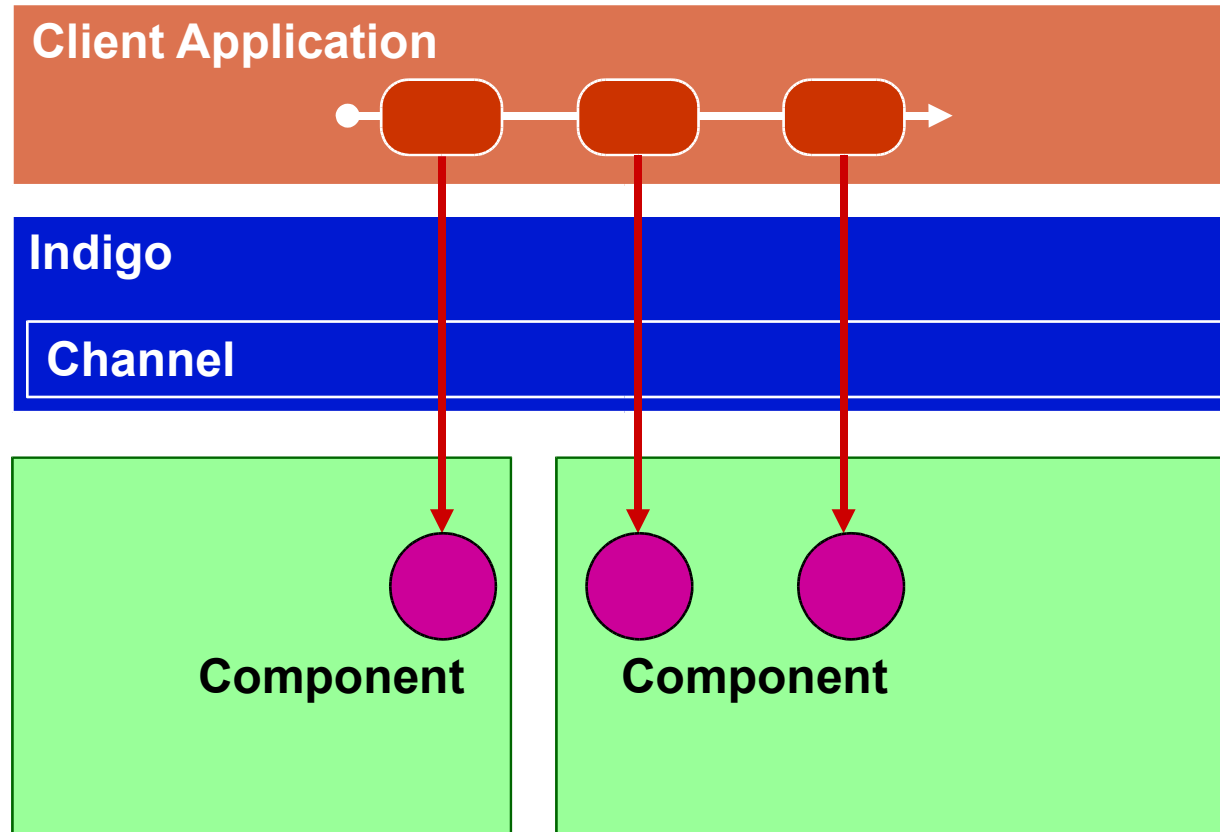 Client Application
Indigo
Channel
Component
Component